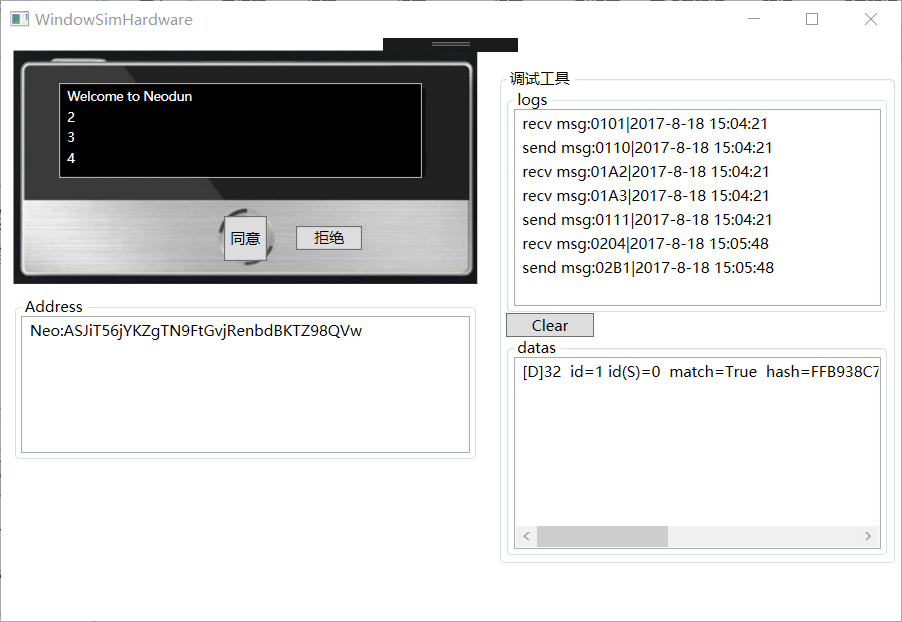 WindowSimHardware
Welcome to Neodun
2
3
4
同意
拒绝
Address
Neo:ASJiT56jYKZgTN9FtGvjRenbdBKTZ98QVw
调试工具
logs
recv msg:0101|2017-8-18 15:04:21
send msg:0110|2017-8-18 15:04:21
recv msg:01A2|2017-8-18 15:04:21
recv msg:01A3|2017-8-18 15:04:21
send msg:0111|2017-8-18 15:04:21
recv msg:0204|2017-8-18 15:05:48
send msg:02B1|2017-8-18 15:05:48
Clear
datas
[D]32  id=1 id(S)=0  match=True  hash=FFB938C7